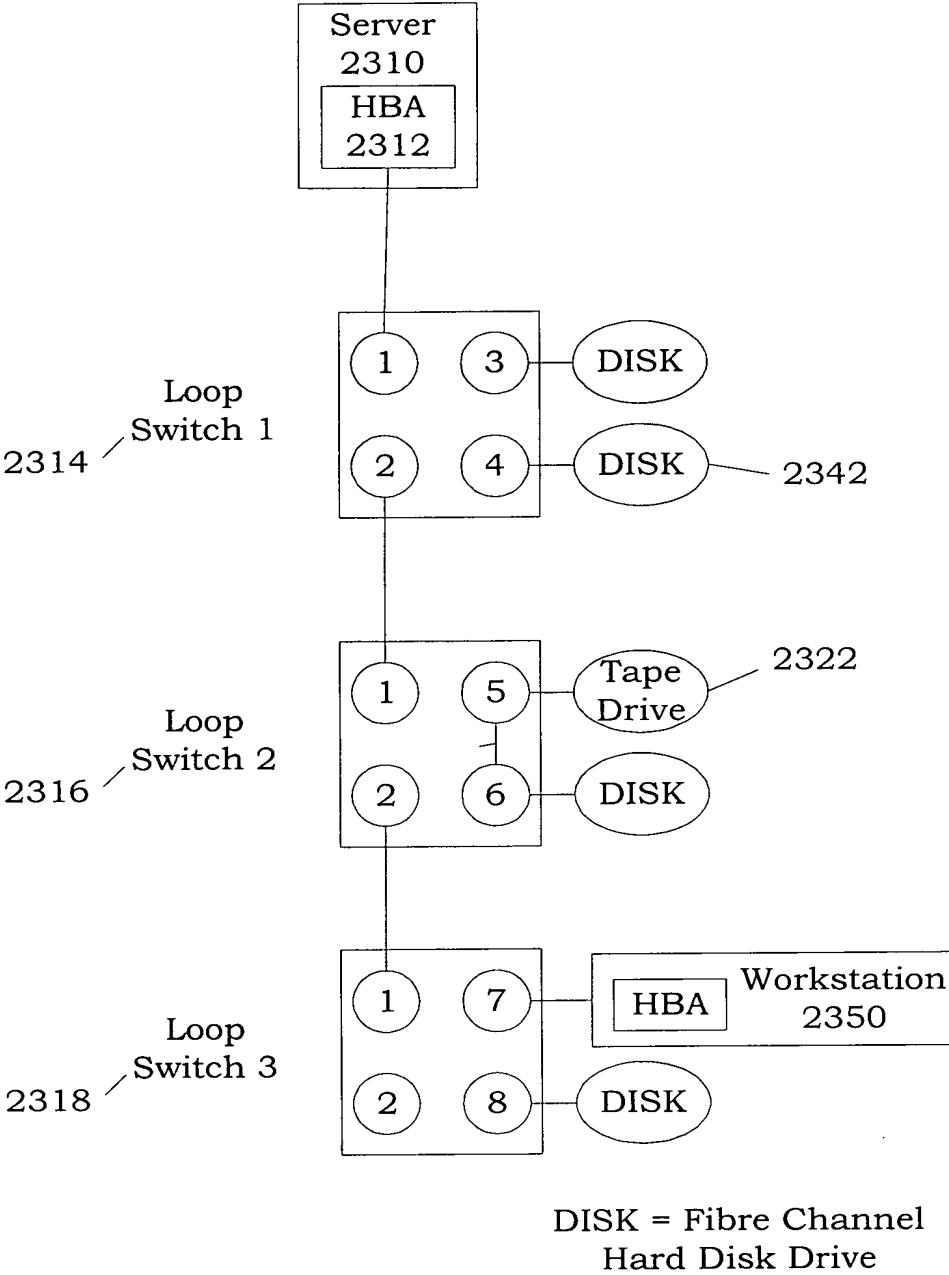 Server
2310
HBA
2312
1
3
DISK
Loop
Switch 1
2314
2
4
DISK
2342
1
5
Tape
Drive
2322
Loop
Switch 2
2316
2
6
DISK
1
7
HBA
Workstation
2350
Loop
Switch 3
2318
2
8
DISK
DISK = Fibre Channel
Hard Disk Drive